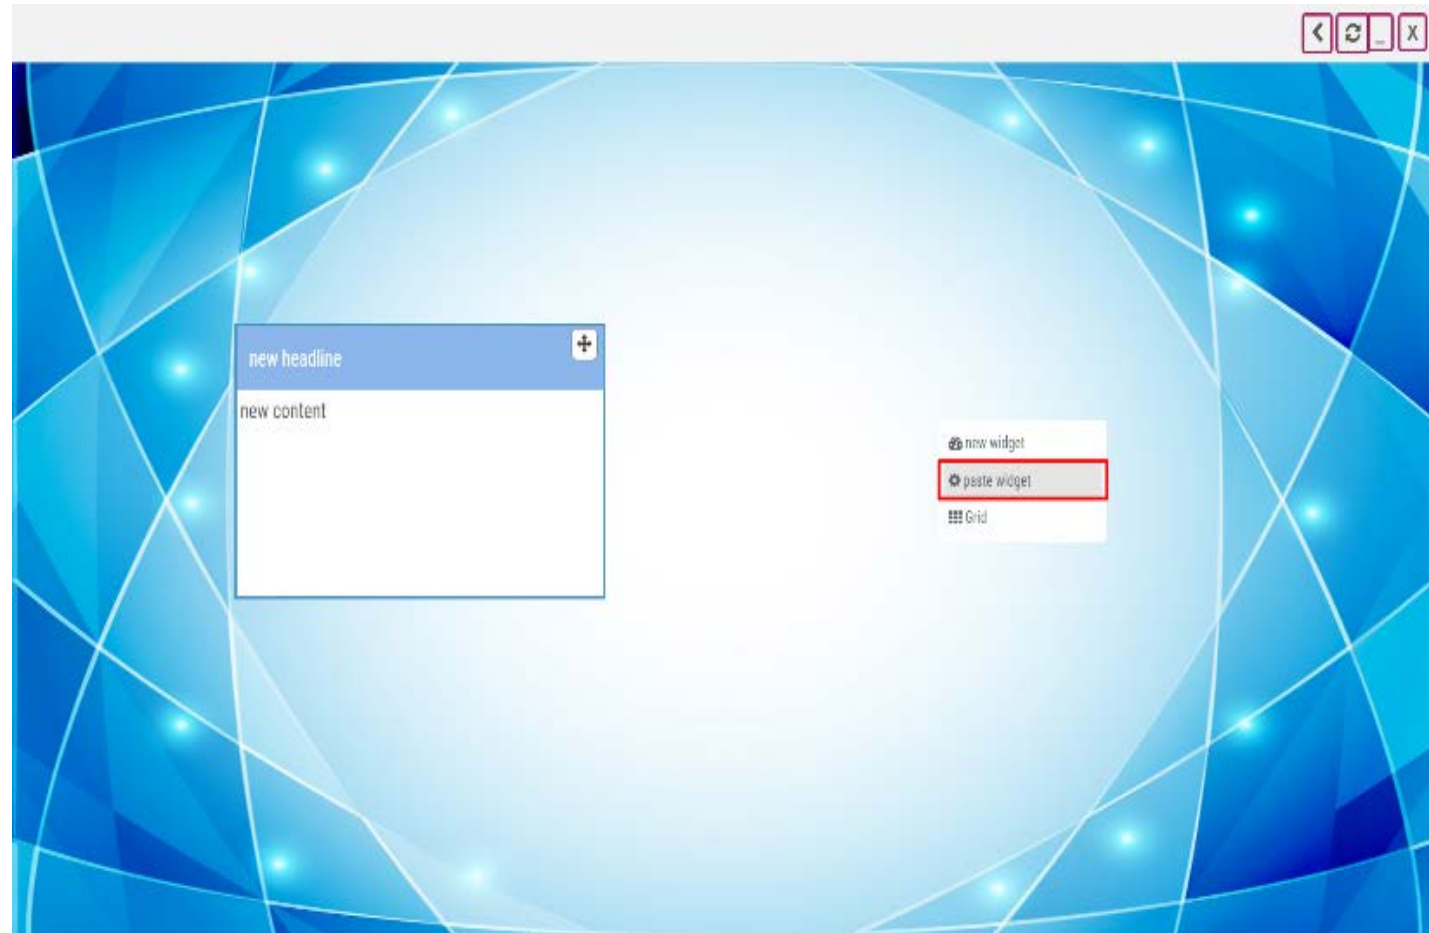 _ X
new headline
new content
new widget
paste widget
Grid